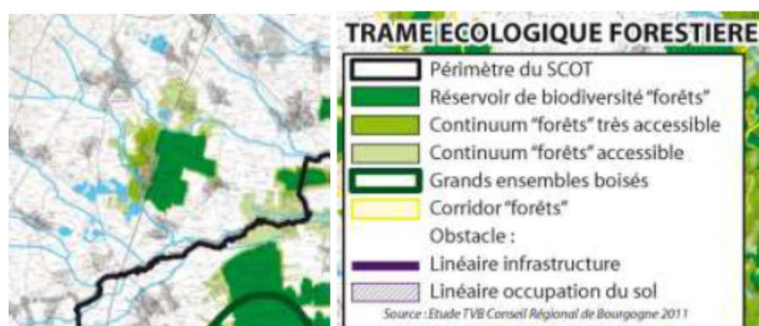 TRAME ECOLOGIQUE FORESTIERE
Périmètre du SCOT
Réservoir de biodiversité "forêts"
Continuum "forêts" très accessible
Continuum "forêts" accessible
Grands ensembles boisés
Corridor "forêts"
Obstacle :
Linéaire infrastructure
Linéaire occupation du sol
Source : Etude TVB Conseil Régional de Bourgogne 2011